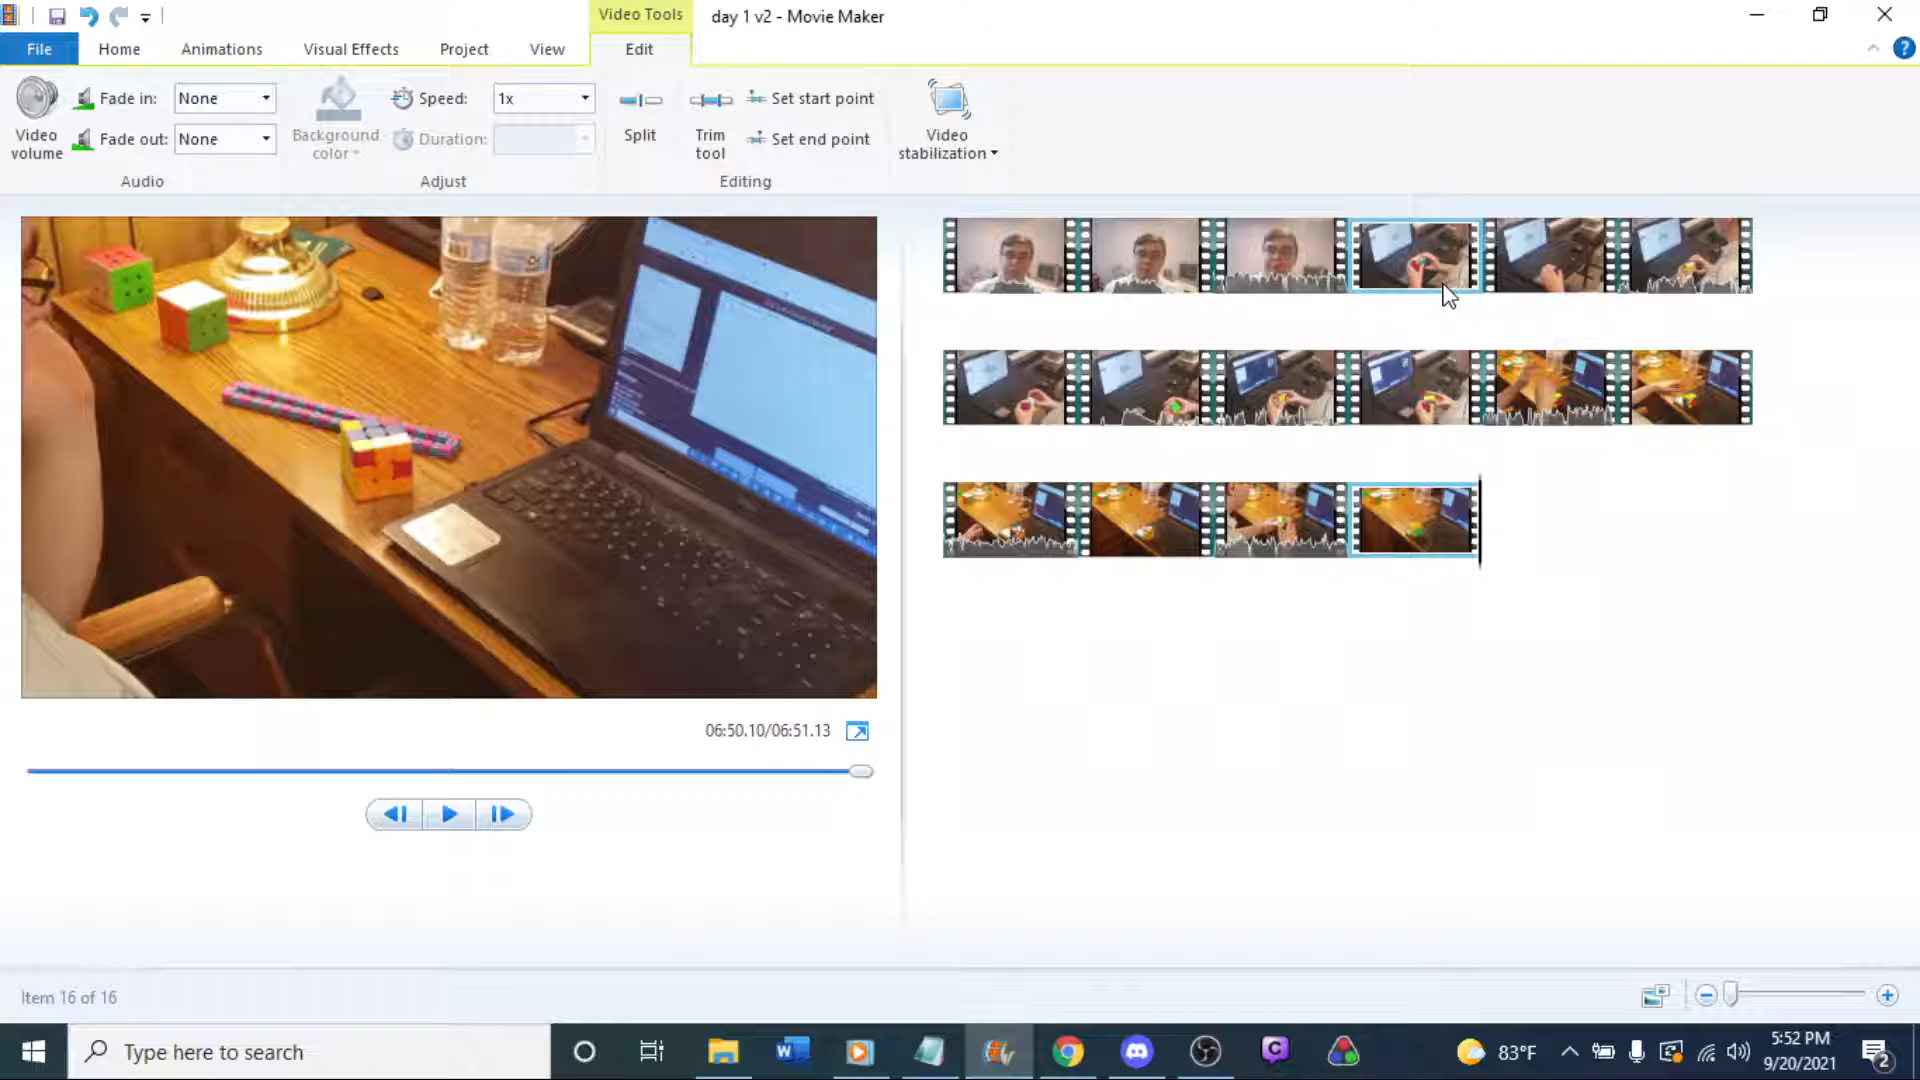 Video Tools
day 1 v2 - Movie Maker
File
Home
Animations
Visual Effects
Project
View
Edit
Video volume
Fade in:
None
Fade out:
None
Audio
Background color
Speed:
1x
Duration:
Adjust
Split
Trim tool
Set start point
Set end point
Editing
Video stabilization
06:50.10/06:51.13
Item 16 of 16
Type here to search
83°F
5:52 PM
9/20/2021
2